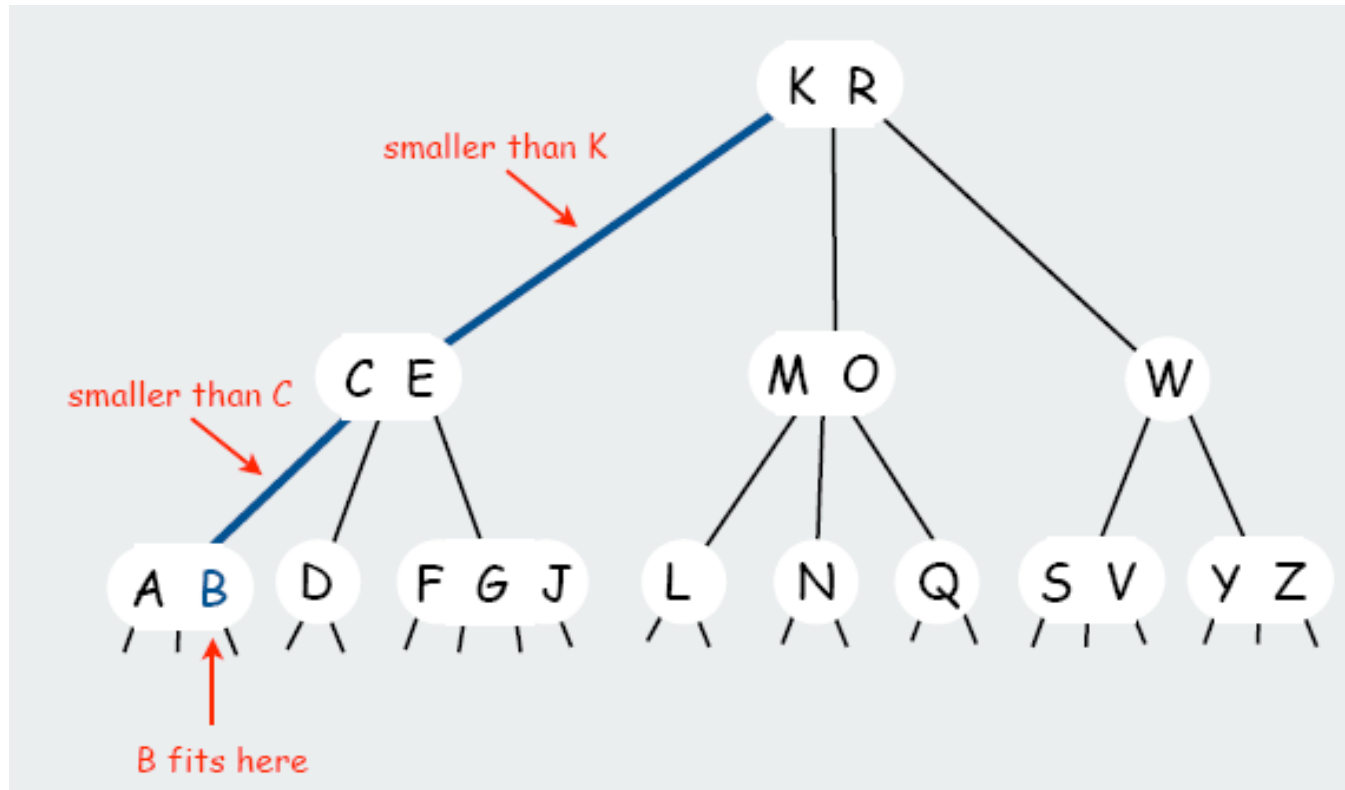 K R
smaller than K
C E
M O
W
smaller than C
A B
D
F G J
L
N
Q
S V
Y Z
B fits here